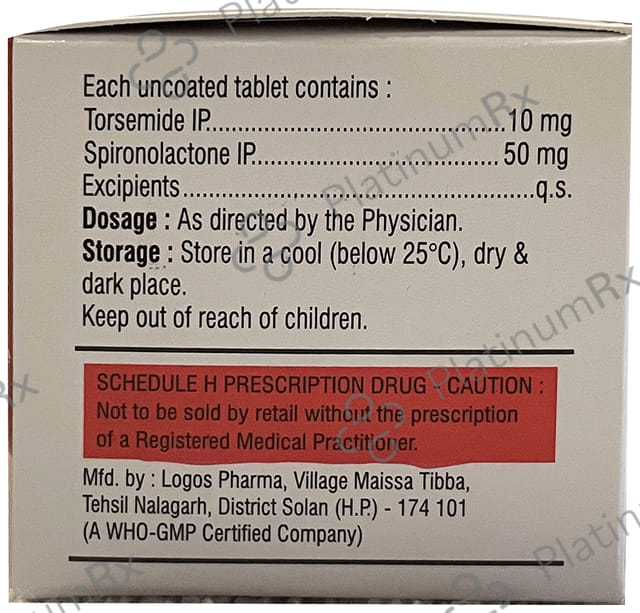 Each uncoated tablet contains :
Torsemide IP.......................................10 mg
Spironolactone IP................................ 50 mg
Excipients.............................................q.s.
Dosage : As directed by the Physician.
Storage : Store in a cool (below 25°C), dry &
dark place.
Keep out of reach of children.
SCHEDULE H PRESCRIPTION DRUG - CAUTION :
Not to be sold by retail without the prescription
of a Registered Medical Practitioner.
Mfd. by : Logos Pharma, Village Maissa Tibba,
Tehsil Nalagarh, District Solan (H.P.) - 174 101
(A WHO-GMP Certified Company)
PlatinumRx
PlatinumRx